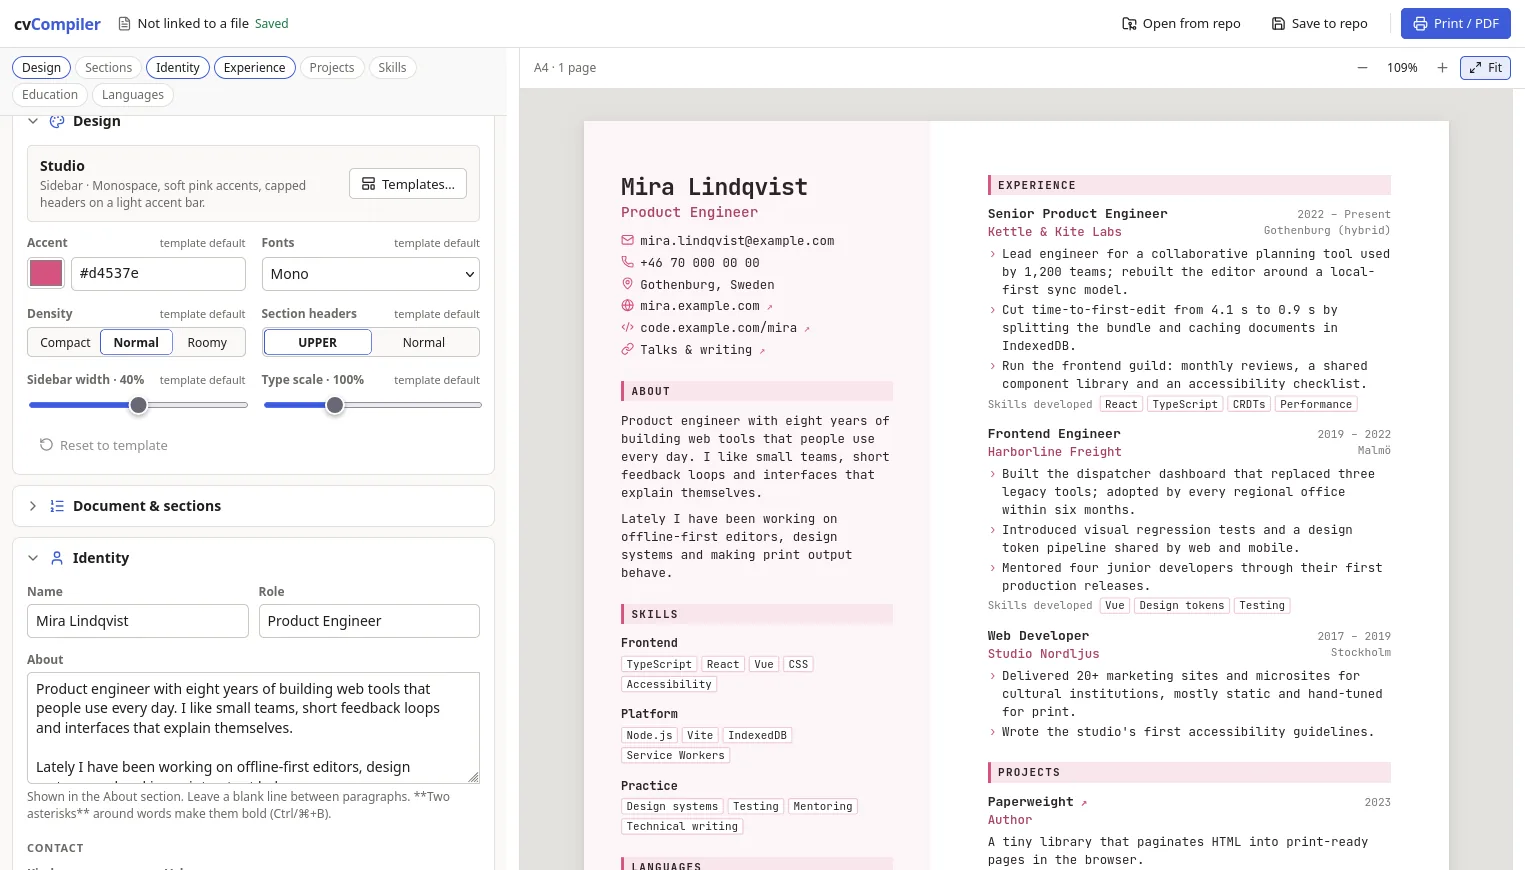 cvCompiler
Not linked to a file Saved
Open from repo
Save to repo
Print / PDF
Design
Sections
Identity
Experience
Projects
Skills
Education
Languages
Design
Studio
Sidebar · Monospace, soft pink accents, capped
headers on a light accent bar.
Templates...
Accent template default
#d4537e
Fonts template default
Mono
Density template default
Compact Normal Roomy
Section headers template default
UPPER Normal
Sidebar width · 40% template default
Type scale · 100% template default
Reset to template
Document & sections
Identity
Name
Mira Lindqvist
Role
Product Engineer
About
Product engineer with eight years of building web tools that
people use every day. I like small teams, short feedback loops
and interfaces that explain themselves.
Lately I have been working on offline-first editors, design
Shown in the About section. Leave a blank line between paragraphs. **Two
asterisks** around words make them bold (Ctrl/⌘+B).
CONTACT
A4 · 1 page
109%
Fit
Mira Lindqvist
Product Engineer
mira.lindqvist@example.com
+46 70 000 00 00
Gothenburg, Sweden
mira.example.com ↗
code.example.com/mira ↗
Talks & writing ↗
ABOUT
Product engineer with eight years of
building web tools that people use
every day. I like small teams, short
feedback loops and interfaces that
explain themselves.
Lately I have been working on
offline-first editors, design
systems and making print output
behave.
SKILLS
Frontend
TypeScript React Vue CSS
Accessibility
Platform
Node.js Vite IndexedDB
Service Workers
Practice
Design systems Testing Mentoring
Technical writing
LANGUAGES
EXPERIENCE
Senior Product Engineer 2022 – Present
Kettle & Kite Labs Gothenburg (hybrid)
› Lead engineer for a collaborative planning tool used
by 1,200 teams; rebuilt the editor around a local-
first sync model.
› Cut time-to-first-edit from 4.1 s to 0.9 s by
splitting the bundle and caching documents in
IndexedDB.
› Run the frontend guild: monthly reviews, a shared
component library and an accessibility checklist.
Skills developed React TypeScript CRDTs Performance
Frontend Engineer 2019 – 2022
Harborline Freight Malmö
› Built the dispatcher dashboard that replaced three
legacy tools; adopted by every regional office
within six months.
› Introduced visual regression tests and a design
token pipeline shared by web and mobile.
› Mentored four junior developers through their first
production releases.
Skills developed Vue Design tokens Testing
Web Developer 2017 – 2019
Studio Nordljus Stockholm
› Delivered 20+ marketing sites and microsites for
cultural institutions, mostly static and hand-tuned
for print.
› Wrote the studio's first accessibility guidelines.
PROJECTS
Paperweight ↗ 2023
Author
A tiny library that paginates HTML into print-ready
pages in the browser.